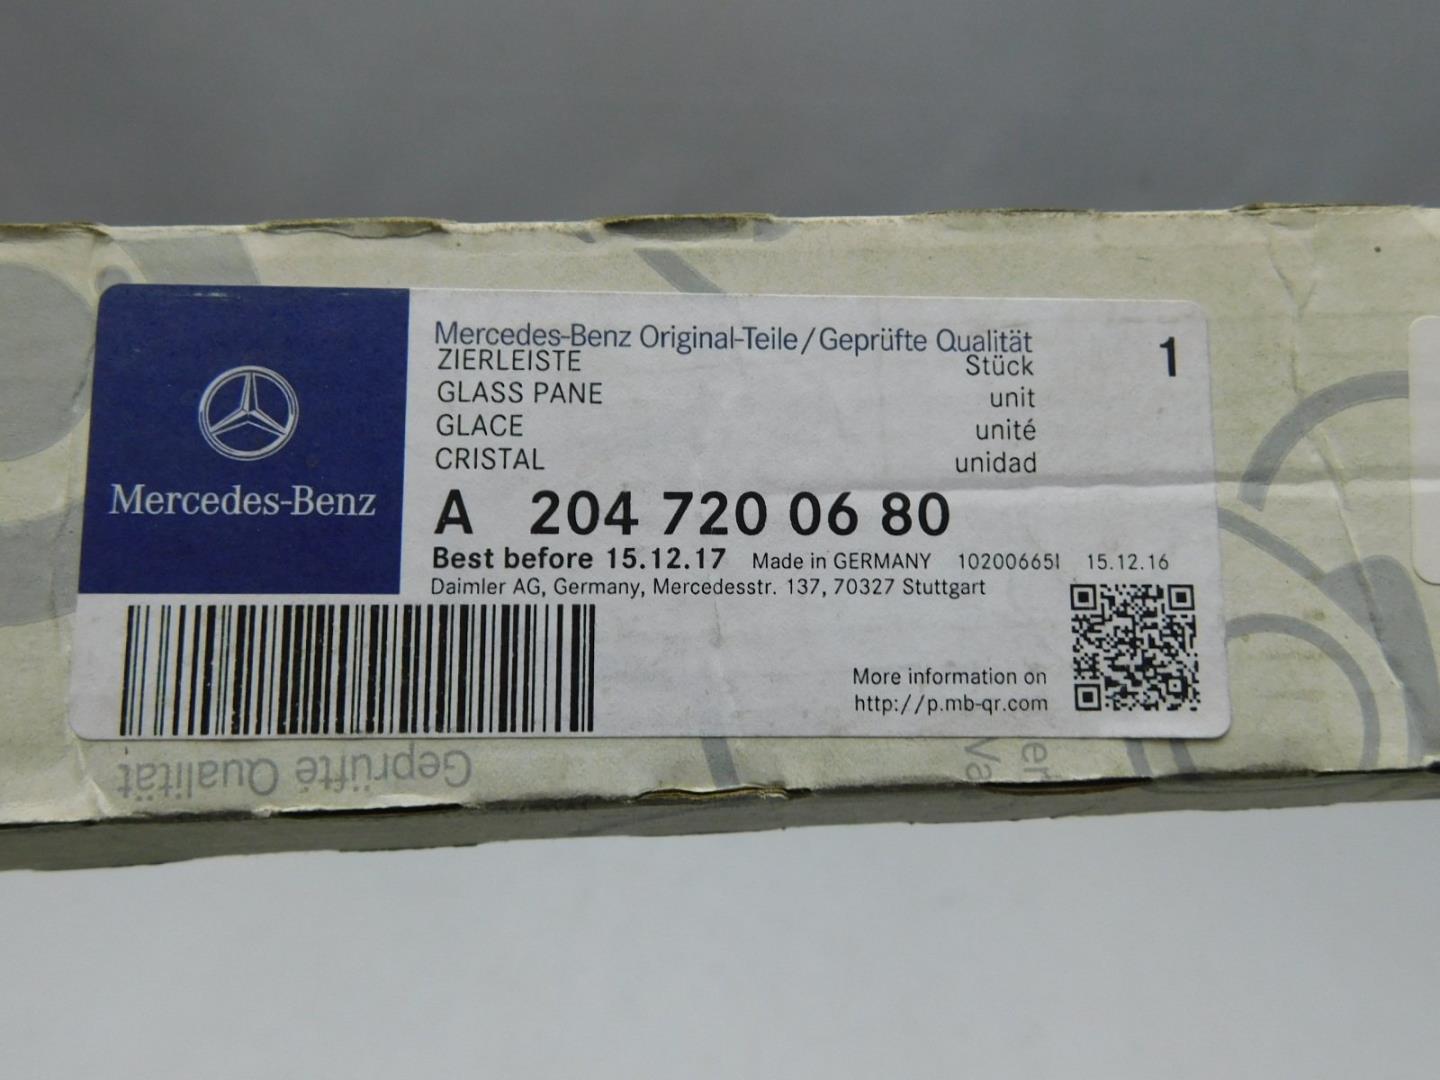 Mercedes-Benz
Mercedes-Benz Original-Teile/Geprüfte Qualität 1
ZIERLEISTE Stück
GLASS PANE unit
GLACE unité
CRISTAL unidad
A 204 720 06 80
Best before 15.12.17 Made in GERMANY 102006651 15.12.16
Daimler AG, Germany, Mercedesstr. 137, 70327 Stuttgart
More information on
http://p.mb-qr.com
Geprüfte Qualität